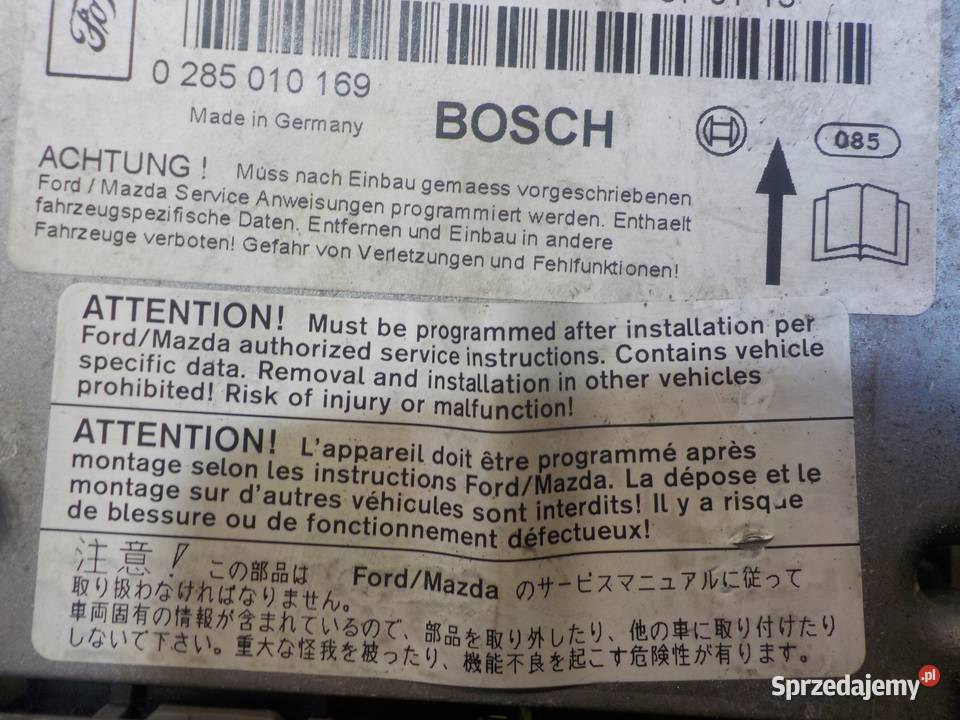 0 285 010 169
Made in Germany
BOSCH
085
ACHTUNG ! Muss nach Einbau gemaess vorgeschriebenen
Ford / Mazda Service Anweisungen programmiert werden. Enthaelt
fahrzeugspezifische Daten. Entfernen und Einbau in andere
Fahrzeuge verboten! Gefahr von Verletzungen und Fehlfunktionen!
ATTENTION! Must be programmed after installation per
Ford/Mazda authorized service instructions. Contains vehicle
specific data. Removal and installation in other vehicles
prohibited! Risk of injury or malfunction!
ATTENTION! L'appareil doit être programmé après
montage selon les instructions Ford/Mazda. La dépose et le
montage sur d'autres véhicules sont interdits! Il y a risque
de blessure ou de fonctionnement défectueux!
注意! この部品は Ford/Mazda のサービスマニュアルに従って
取り扱わなければなりません。
車両固有の情報が含まれているので、部品を取り外したり、他の車に取り付けたり
しないで下さい。重大な怪我を被ったり、機能不良を起こす危険性が有ります。
Sprzedajemy.pl